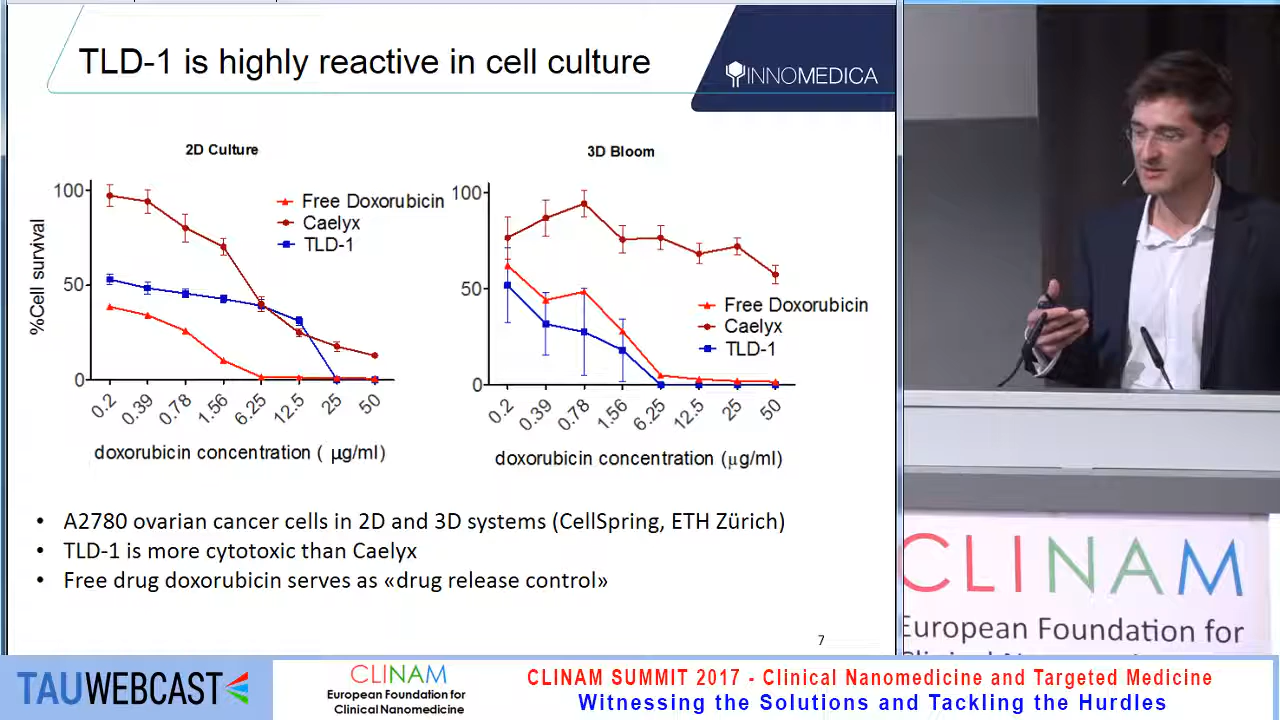 TLD-1 is highly reactive in cell culture
INNOMEDICA
2D Culture
100
50
0
%Cell survival
Free Doxorubicin
Caelyx
TLD-1
0.2 0.39 0.78 1.56 6.25 12.5 25 50
doxorubicin concentration ( µg/ml)
3D Bloom
100
50
0
Free Doxorubicin
Caelyx
TLD-1
0.2 0.39 0.78 1.56 6.25 12.5 25 50
doxorubicin concentration (µg/ml)
• A2780 ovarian cancer cells in 2D and 3D systems (CellSpring, ETH Zürich)
• TLD-1 is more cytotoxic than Caelyx
• Free drug doxorubicin serves as «drug release control»
7
CLINAM
European Foundation for
TAUWEBCAST
CLINAM
European Foundation for
Clinical Nanomedicine
CLINAM SUMMIT 2017 - Clinical Nanomedicine and Targeted Medicine
Witnessing the Solutions and Tackling the Hurdles